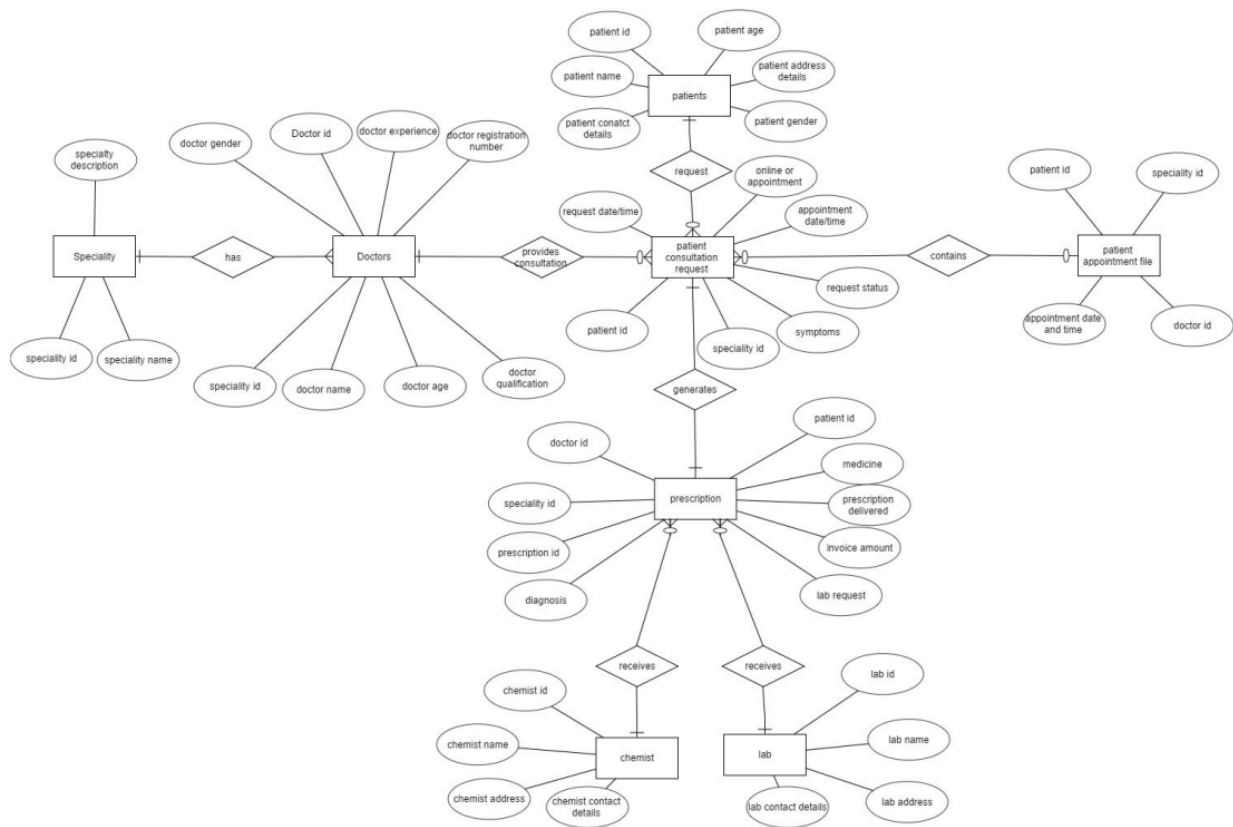 patient id
patient age
patient name
patients
patient address
details
patient conatct
details
patient gender
specialty
description
doctor gender
Doctor id
doctor experience
doctor registration
number
request
online or
appointment
patient id
speciality id
request date/time
appointment
date/time
Speciality
has
Doctors
provides
consultation
patient
consultation
request
contains
patient
appointment file
request status
speciality id
speciality name
speciality id
doctor name
doctor age
doctor
qualification
patient id
speciality id
symptoms
appointment date
and time
doctor id
generates
doctor id
patient id
medicine
speciality id
prescription
prescription
delivered
prescription id
invoice amount
diagnosis
lab request
receives
receives
chemist id
lab id
chemist name
chemist
lab
lab name
chemist address
chemist contact
details
lab contact details
lab address